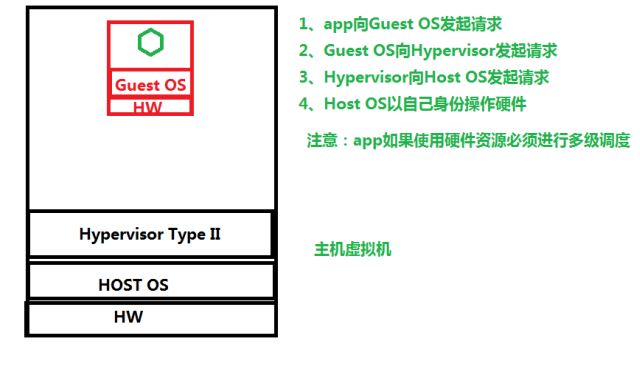 Guest OS
HW
Hypervisor Type II
HOST OS
HW
1、app向Guest OS发起请求
2、Guest OS向Hypervisor发起请求
3、Hypervisor向Host OS发起请求
4、Host OS以自己身份操作硬件
注意：app如果使用硬件资源必须进行多级调度
主机虚拟机